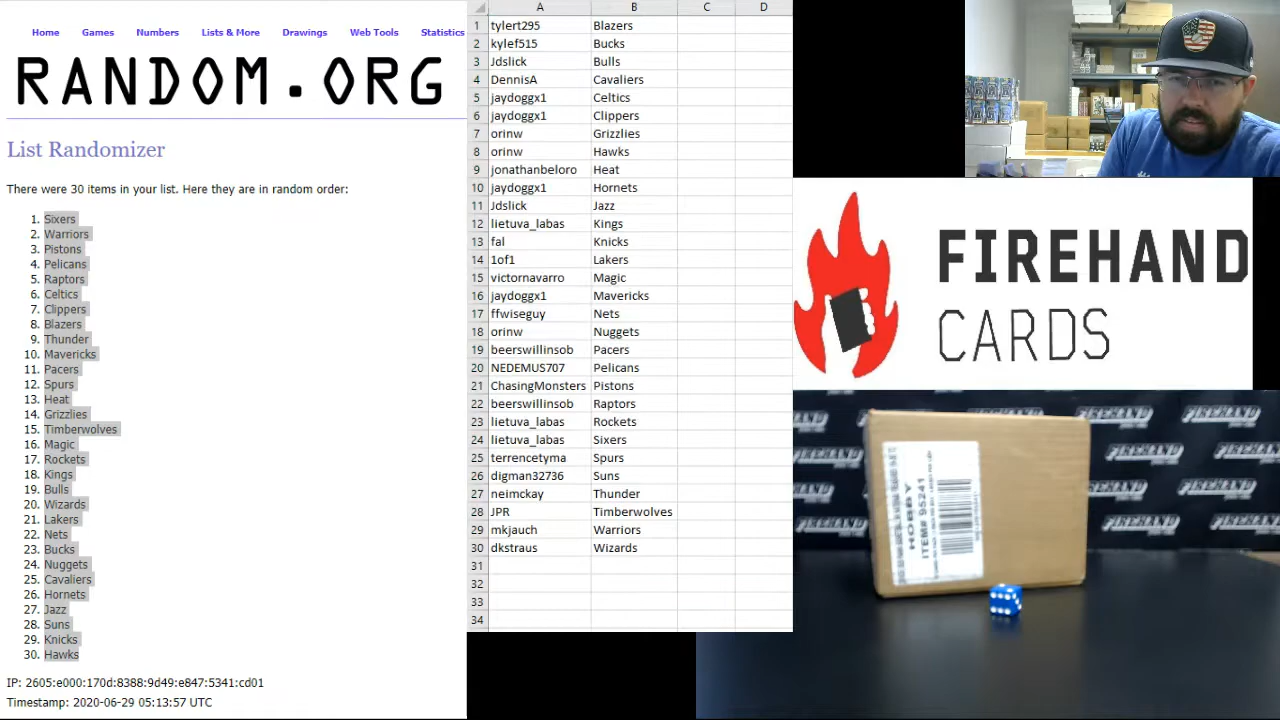 Home Games Numbers Lists & More Drawings Web Tools Statistics
RANDOM.ORG
List Randomizer
There were 30 items in your list. Here they are in random order:
1. Sixers
2. Warriors
3. Pistons
4. Pelicans
5. Raptors
6. Celtics
7. Clippers
8. Blazers
9. Thunder
10. Mavericks
11. Pacers
12. Spurs
13. Heat
14. Grizzlies
15. Timberwolves
16. Magic
17. Rockets
18. Kings
19. Bulls
20. Wizards
21. Lakers
22. Nets
23. Bucks
24. Nuggets
25. Cavaliers
26. Hornets
27. Jazz
28. Suns
29. Knicks
30. Hawks
IP: 2605:e000:170d:8388:9d49:e847:5341:cd01
Timestamp: 2020-06-29 05:13:57 UTC
A B C D
1 tylert295 Blazers
2 kylef515 Bucks
3 Jdslick Bulls
4 DennisA Cavaliers
5 jaydoggx1 Celtics
6 jaydoggx1 Clippers
7 orinw Grizzlies
8 orinw Hawks
9 jonathanbeloro Heat
10 jaydoggx1 Hornets
11 Jdslick Jazz
12 lietuva_labas Kings
13 fal Knicks
14 1of1 Lakers
15 victornavarro Magic
16 jaydoggx1 Mavericks
17 ffwiseguy Nets
18 orinw Nuggets
19 beerswillinsob Pacers
20 NEDEMUS707 Pelicans
21 ChasingMonsters Pistons
22 beerswillinsob Raptors
23 lietuva_labas Rockets
24 lietuva_labas Sixers
25 terrencetyma Spurs
26 digman32736 Suns
27 neimckay Thunder
28 JPR Timberwolves
29 mkjauch Warriors
30 dkstraus Wizards
31
32
33
34
FIREHAND
CARDS
HOBBY
ITEM# 95241
FIREHAND
FIREHAND
FIREHAND
FIREHAND